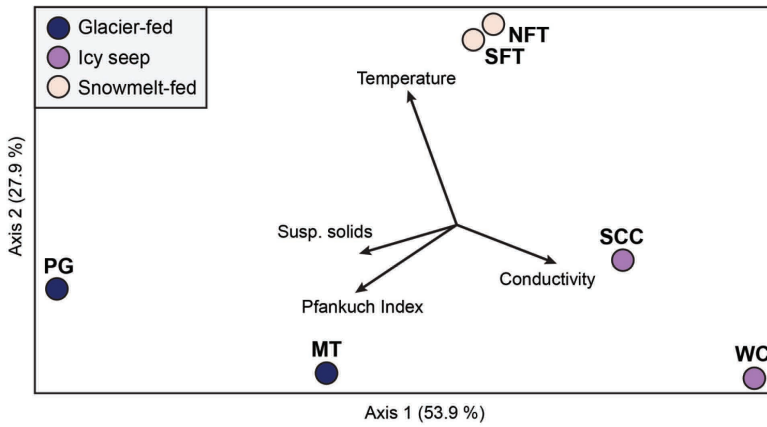 Glacier-fed
Icy seep
Snowmelt-fed
NFT
SFT
Temperature
Susp. solids
SCC
Conductivity
PG
Pfankuch Index
MT
WC
Axis 2 (27.9 %)
Axis 1 (53.9 %)